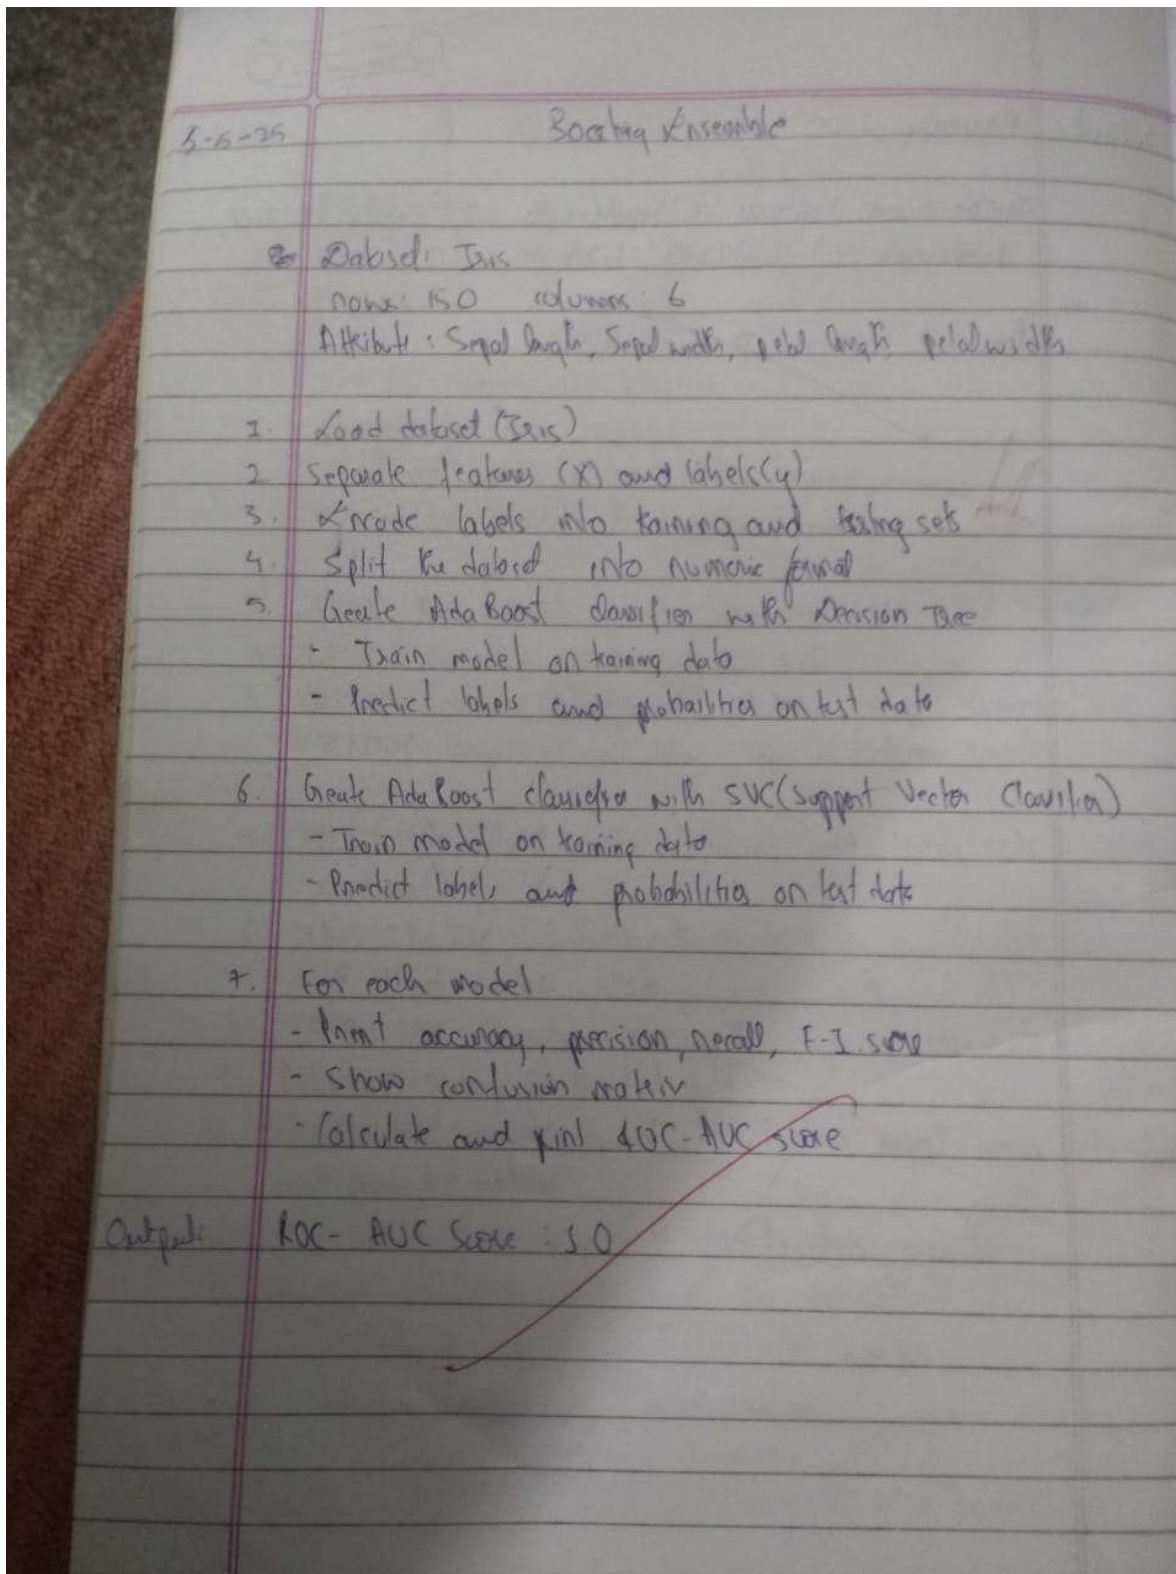 5-5-25 Boosting Ensemble
Dataset: Iris
rows: 150 columns: 6
Attribute: Sepal length, Sepal width, petal length, petal width
1. Load dataset (Iris)
2. Separate features (X) and labels (y)
3. Encode labels into training and testing sets
4. Split the dataset into numeric format
5. Create AdaBoost classifier with Decision Tree
- Train model on training data
- Predict labels and probailities on test data
6. Create AdaBoost classifier with SVC (Support Vector Classifier)
- Train model on training data
- Predict labels and probabilities on test data
7. For each model
- Print accuracy, precision, recall, F-1 score
- Show confusion matrix
- Calculate and print ROC-AUC score
Output: ROC-AUC Score: 1.0